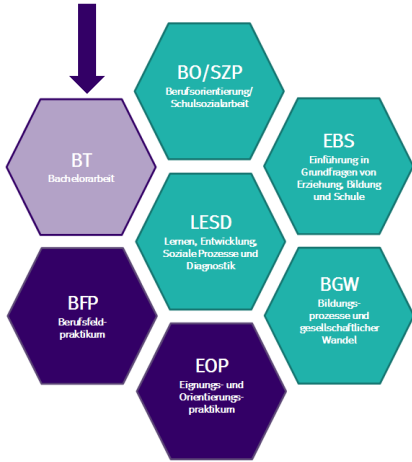 BO/SZP
Berufsorientierung/
Schulsozialarbeit
BT
Bachelorarbeit
EBS
Einführung in
Grundfragen von
Erziehung, Bildung
und Schule
LESD
Lernen, Entwicklung,
Soziale Prozesse und
Diagnostik
BFP
Berufsfeld-
praktikum
BGW
Bildungs-
prozesse und
gesellschaftlicher
Wandel
EOP
Eignungs- und
Orientierungs-
praktikum